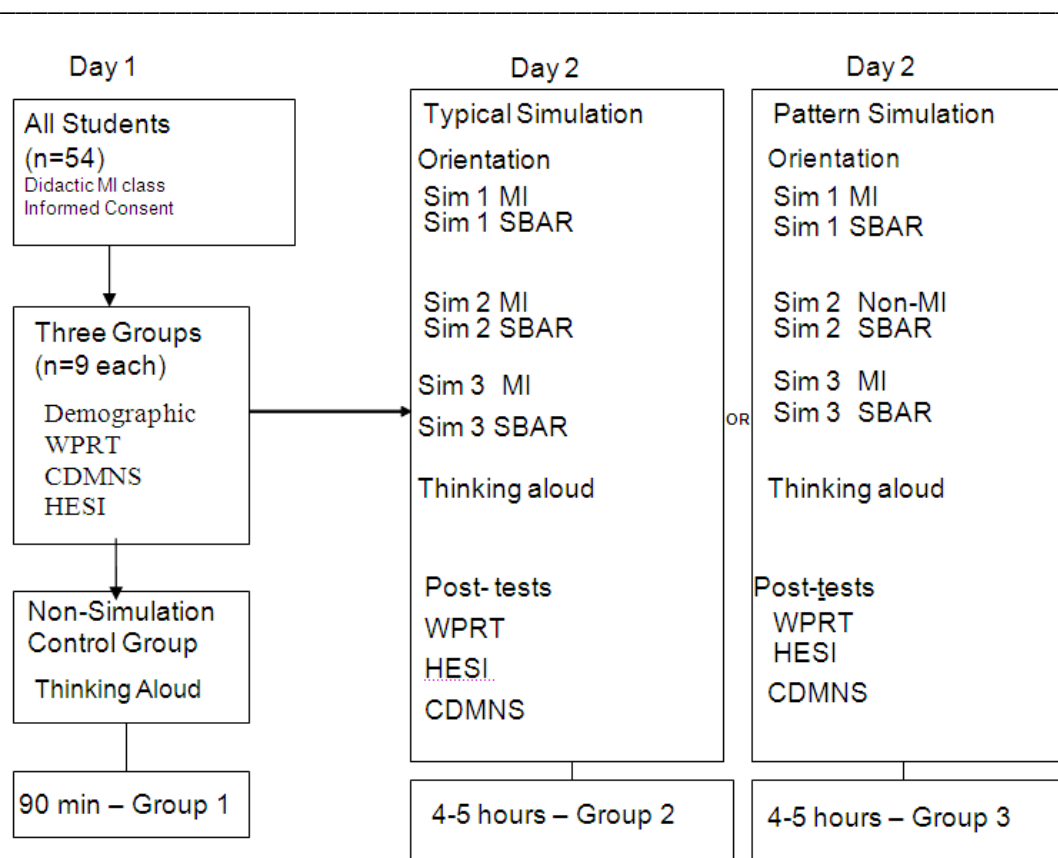 Day 1
All Students
(n=54)
Didactic MI class
Informed Consent
Three Groups
(n=9 each)
Demographic
WPRT
CDMNS
HESI
Non-Simulation
Control Group
Thinking Aloud
90 min – Group 1
Day 2
Typical Simulation
Orientation
Sim 1 MI
Sim 1 SBAR
Sim 2 MI
Sim 2 SBAR
Sim 3 MI
Sim 3 SBAR
Thinking aloud
Post- tests
WPRT
HESI
CDMNS
4-5 hours – Group 2
OR
Day 2
Pattern Simulation
Orientation
Sim 1 MI
Sim 1 SBAR
Sim 2 Non-MI
Sim 2 SBAR
Sim 3 MI
Sim 3 SBAR
Thinking aloud
Post-tests
WPRT
HESI
CDMNS
4-5 hours – Group 3